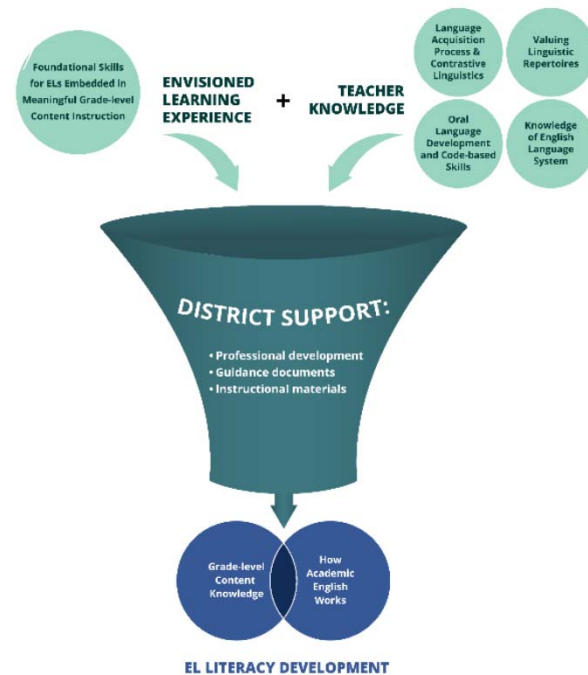 Foundational Skills
for ELs Embedded in
Meaningful Grade-level
Content Instruction
ENVISIONED
LEARNING
EXPERIENCE
+
TEACHER
KNOWLEDGE
Language
Acquisition
Process &
Contrastive
Linguistics
Valuing
Linguistic
Repertoires
Oral
Language
Development
and Code-based
Skills
Knowledge
of English
Language
System
DISTRICT SUPPORT:
• Professional development
• Guidance documents
• Instructional materials
Grade-level
Content
Knowledge
How
Academic
English
Works
EL LITERACY DEVELOPMENT